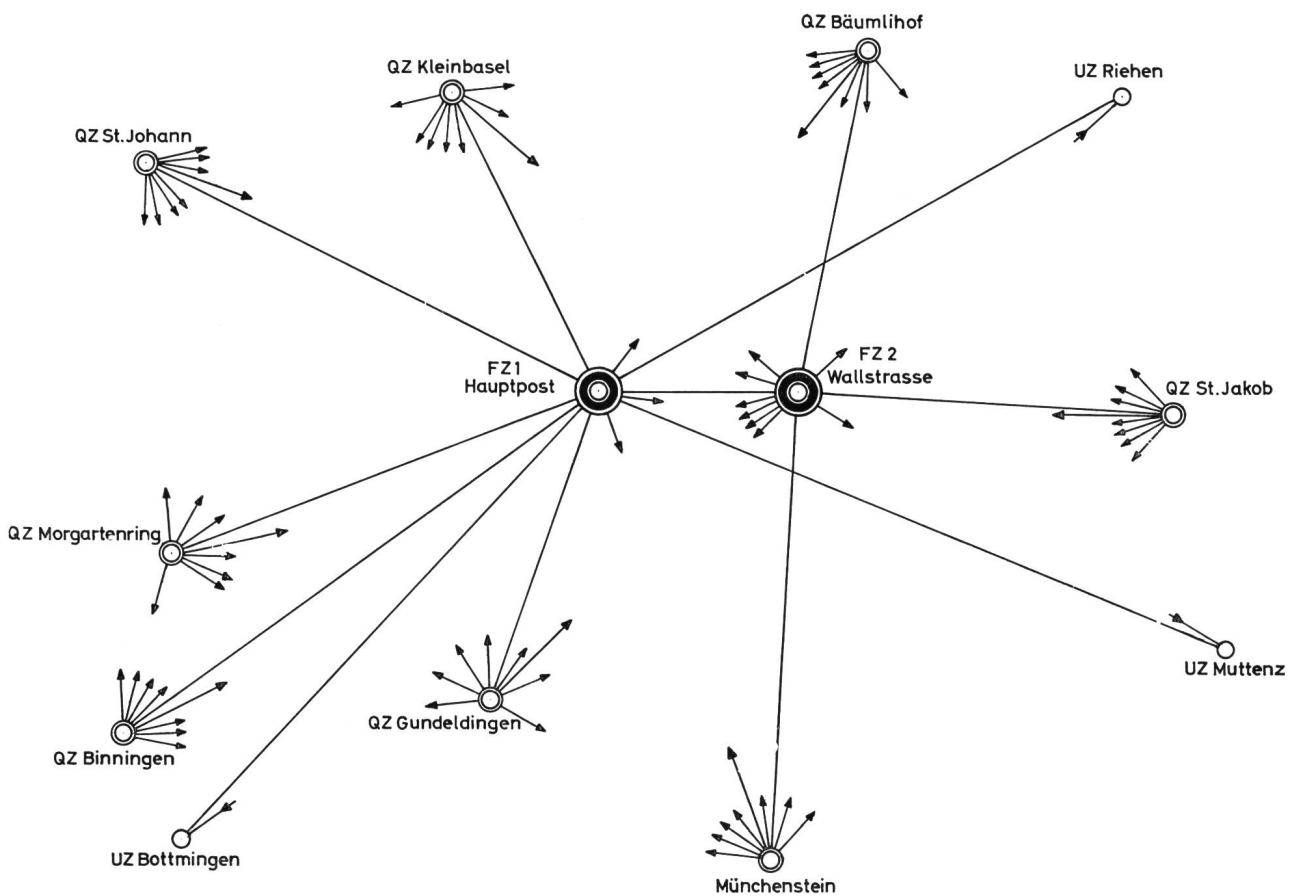 QZ Bäumlihof
QZ Kleinbasel
UZ Riehen
QZ St.Johann
FZ1
Hauptpost
FZ 2
Wallstrasse
QZ St.Jakob
QZ Morgartenring
UZ Muttenz
QZ Gundeldingen
QZ Binningen
UZ Bottmingen
Münchenstein